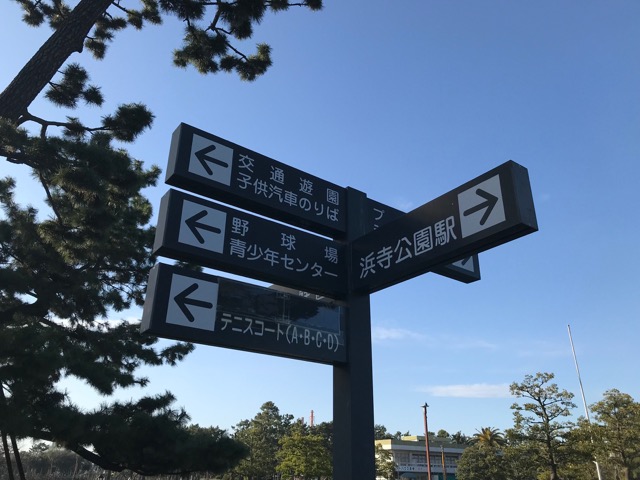 交通遊園
子供汽車のりば
野球場
青少年センター
テニスコート(A・B・C・D)
浜寺公園駅